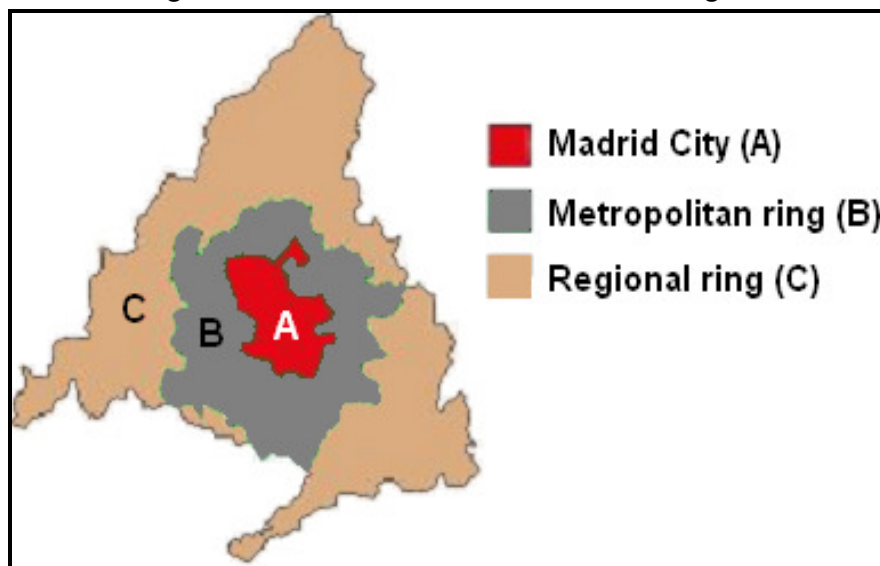 Madrid City (A)
Metropolitan ring (B)
Regional ring (C)
C
B
A